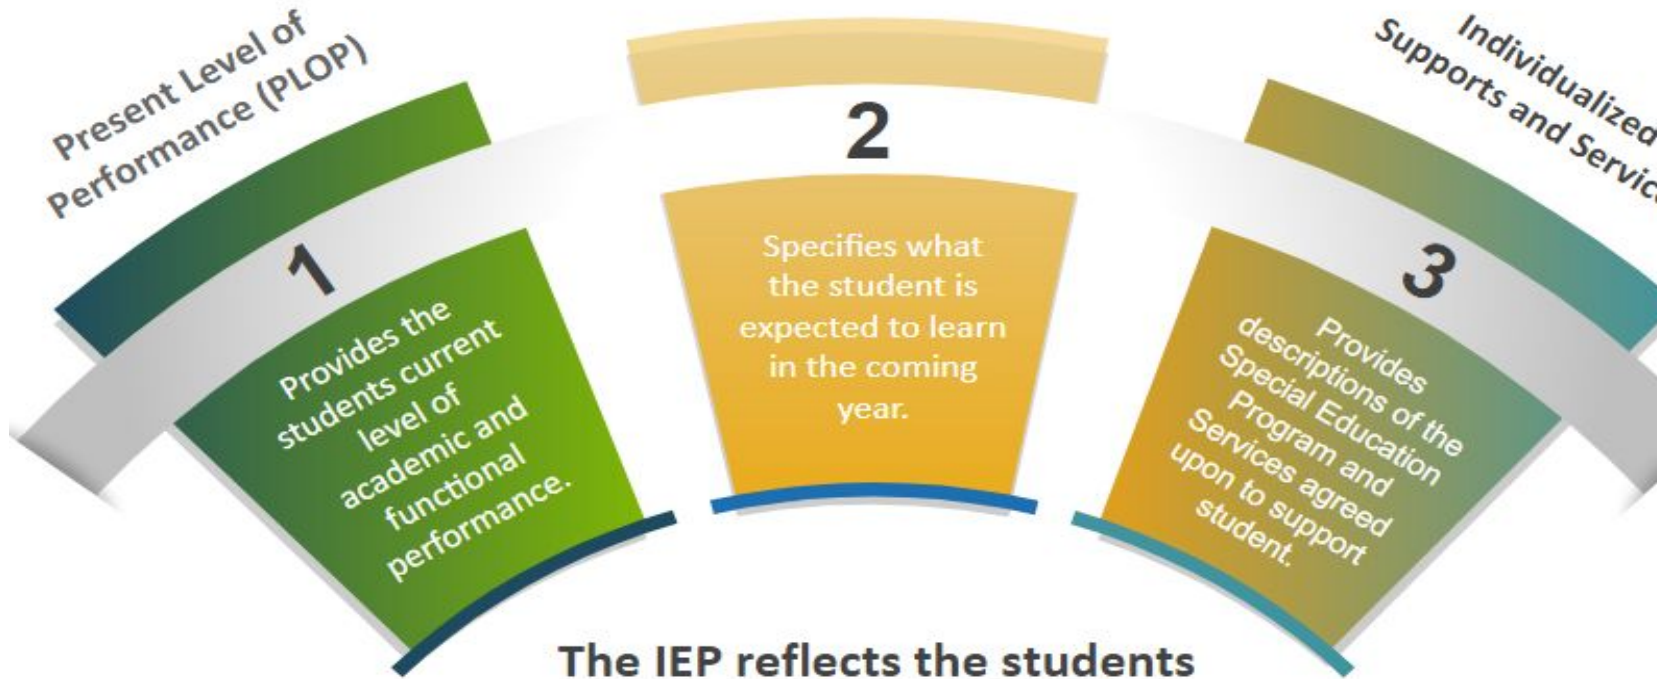 Present Level of
Performance (PLOP)
1
Provides the
students current
level of
academic and
functional
performance.
2
Specifies what
the student is
expected to learn
in the coming
year.
Individualized
Supports and
3
Provides
descriptions of the
Special Education
Program and
Services agreed
upon to support
student.
The IEP reflects the students